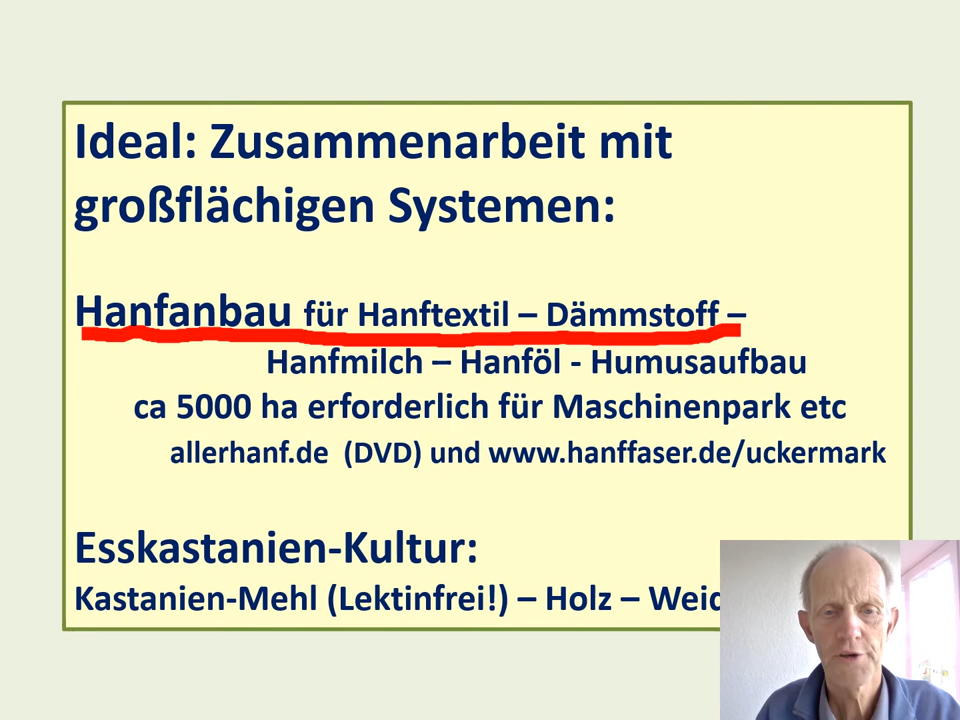 Ideal: Zusammenarbeit mit
großflächigen Systemen:
Hanfanbau für Hanftextil – Dämmstoff –
Hanfmilch – Hanföl - Humusaufbau
ca 5000 ha erforderlich für Maschinenpark etc
allerhanf.de (DVD) und www.hanffaser.de/uckermark
Esskastanien-Kultur:
Kastanien-Mehl (Lektinfrei!) – Holz –